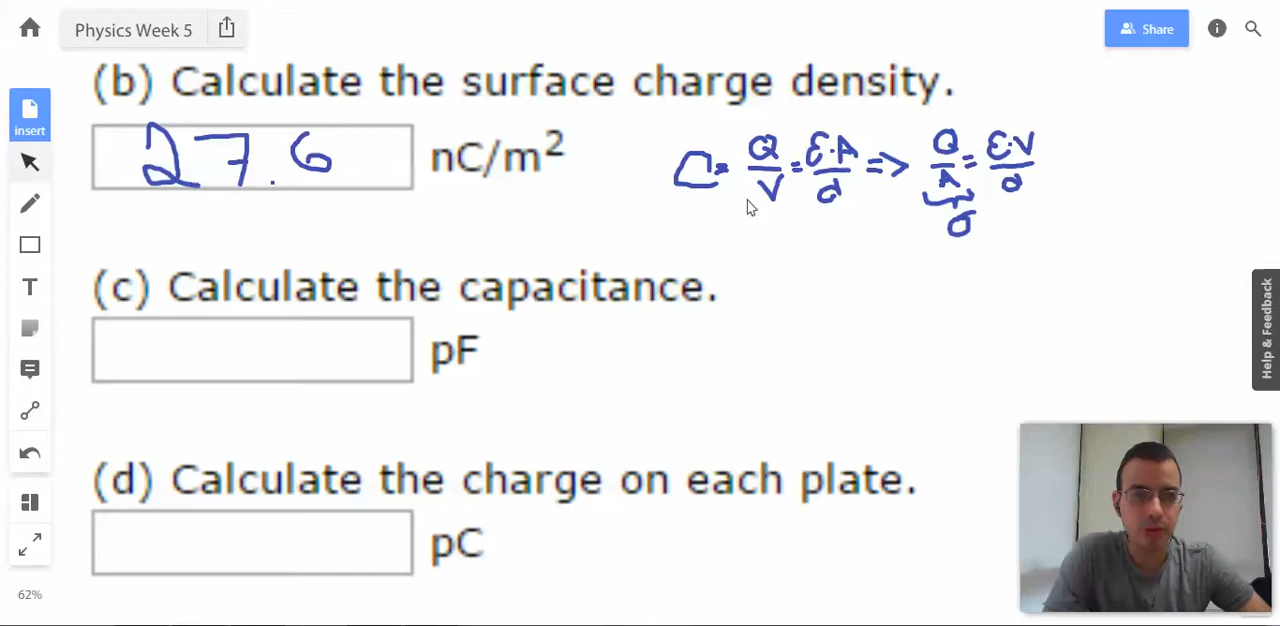 Physics Week 5
Share
(b) Calculate the surface charge density.
insert
27.6 nC/m²
C = Q/V = ε·A/d => Q/A = ε·V/d
σ
(c) Calculate the capacitance.
pF
T
Help & Feedback
(d) Calculate the charge on each plate.
pC
62%